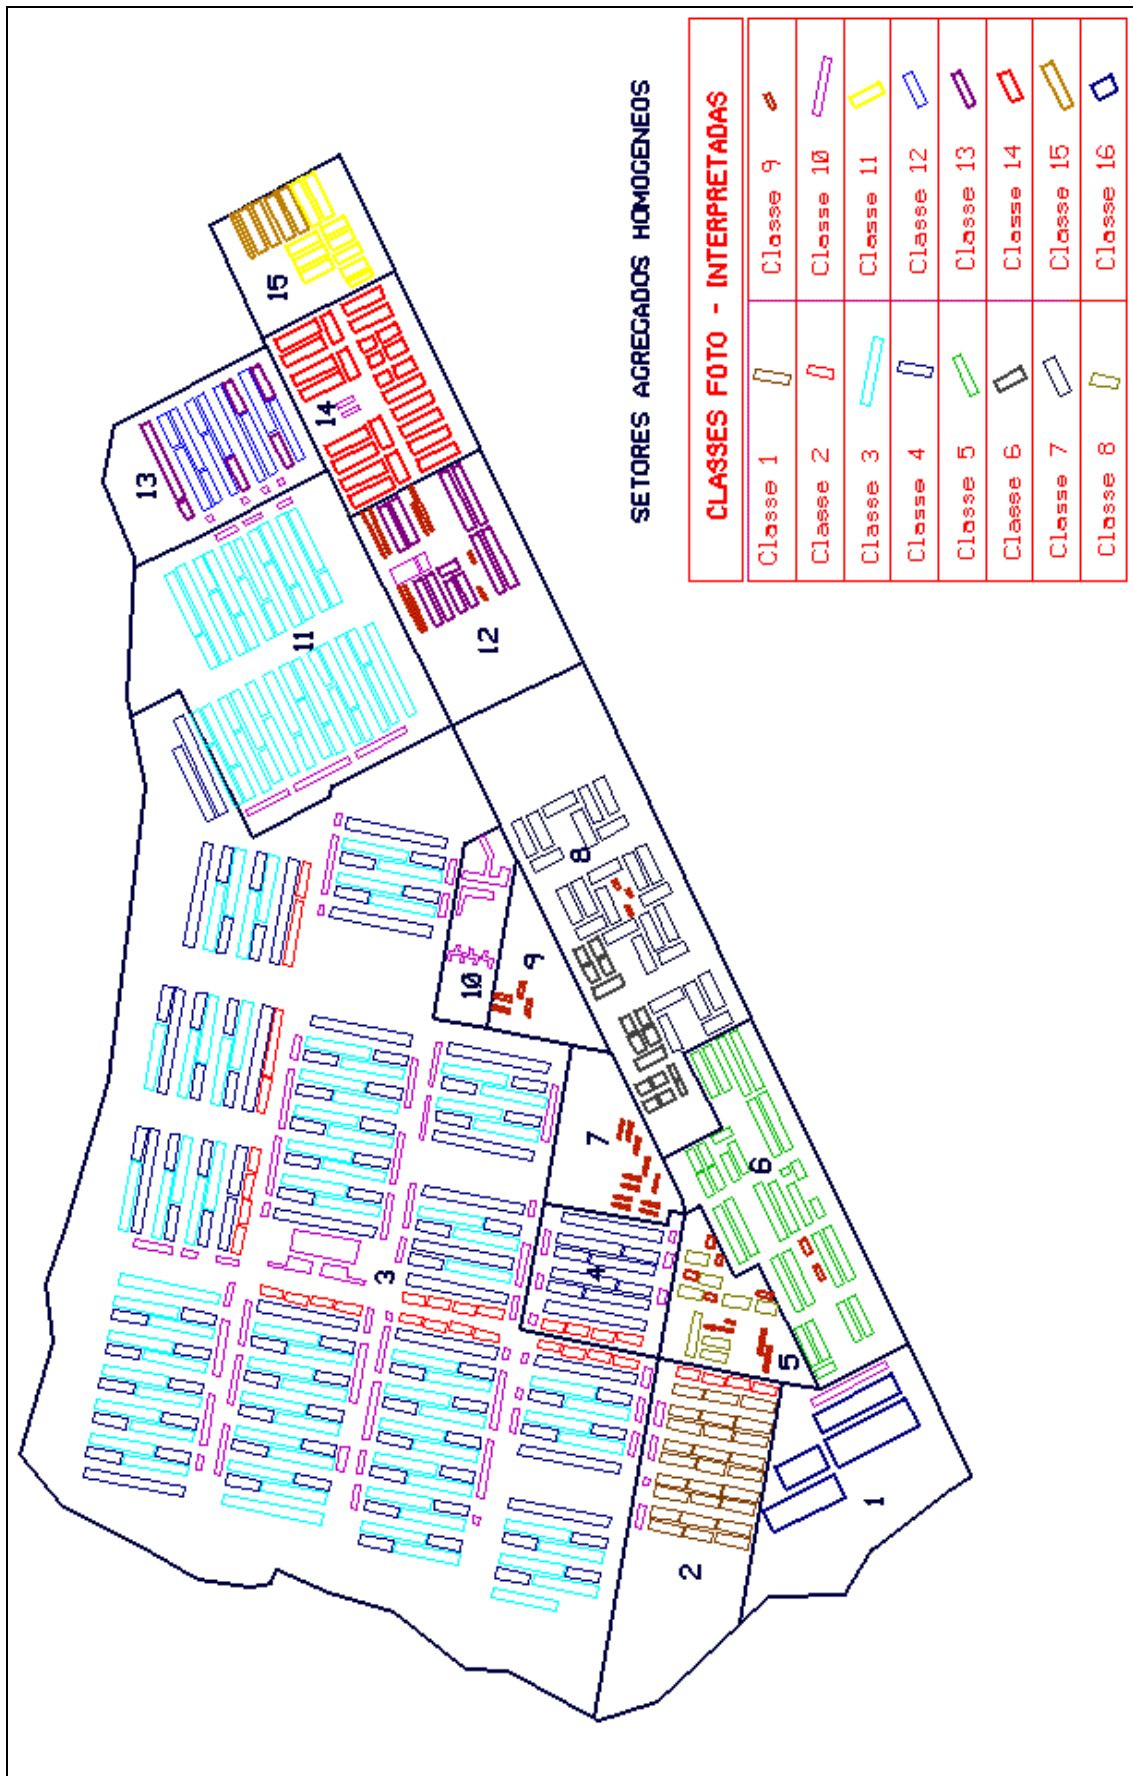 SETORES AGREGADOS HOMOGENEOS
CLASSES FOTO - INTERPRETADAS
Classe 1
Classe 9
Classe 2
Classe 10
Classe 3
Classe 11
Classe 4
Classe 12
Classe 5
Classe 13
Classe 6
Classe 14
Classe 7
Classe 15
Classe 8
Classe 16
1
2
3
4
5
6
7
8
9
10
11
12
13
14
15